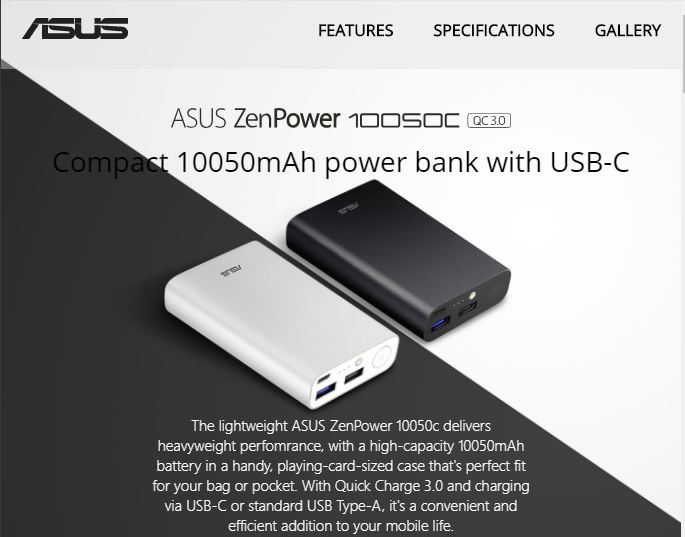 ASUS
FEATURES SPECIFICATIONS GALLERY
ASUS ZenPower 10050C QC 3.0
Compact 10050mAh power bank with USB-C
ASUS
ASUS
The lightweight ASUS ZenPower 10050c delivers
heavyweight perfomrance, with a high-capacity 10050mAh
battery in a handy, playing-card-sized case that's perfect fit
for your bag or pocket. With Quick Charge 3.0 and charging
via USB-C or standard USB Type-A, it's a convenient and
efficient addition to your mobile life.